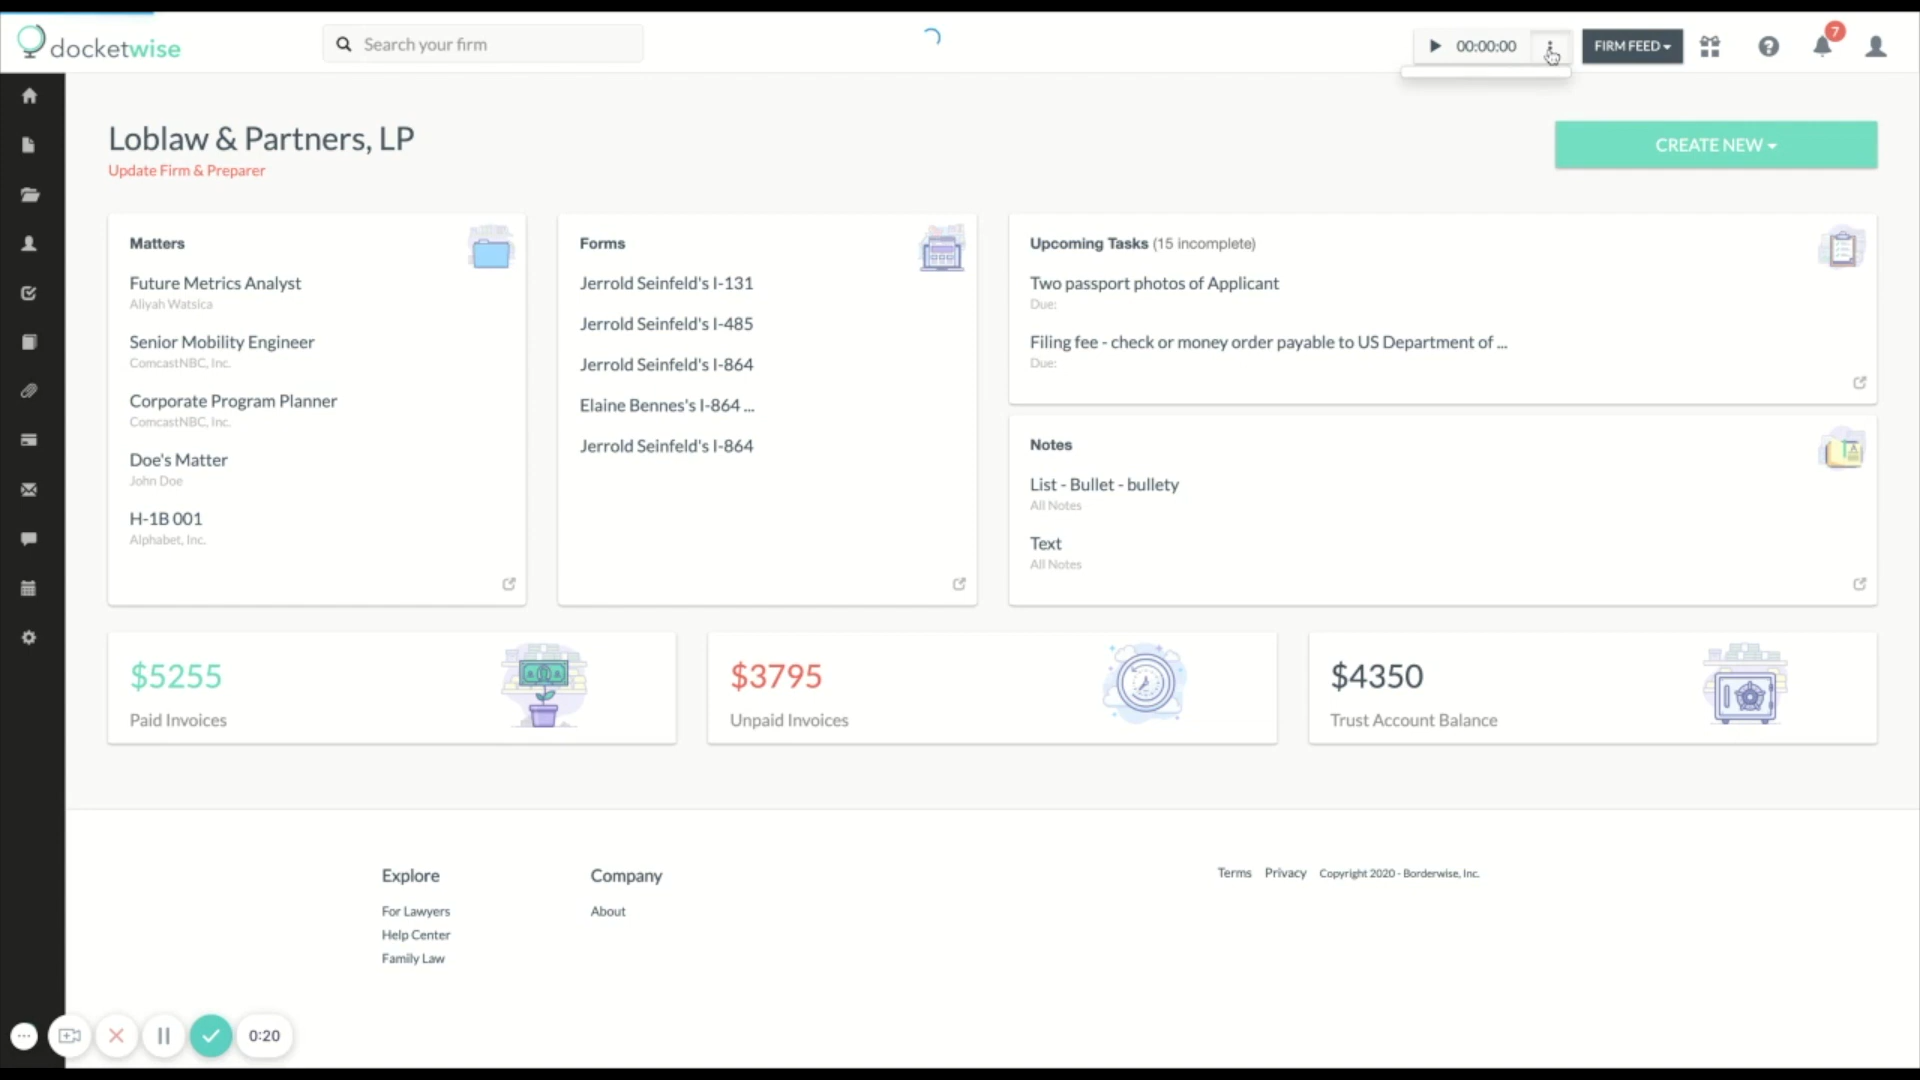 docketwise
Search your firm
00:00:00
FIRM FEED
7
Loblaw & Partners, LP
Update Firm & Preparer
CREATE NEW
Matters
Future Metrics Analyst
Aliyah Watsica
Senior Mobility Engineer
ComcastNBC, Inc.
Corporate Program Planner
ComcastNBC, Inc.
Doe's Matter
John Doe
H-1B 001
Alphabet, Inc.
Forms
Jerrold Seinfeld's I-131
Jerrold Seinfeld's I-485
Jerrold Seinfeld's I-864
Elaine Bennes's I-864 ...
Jerrold Seinfeld's I-864
Upcoming Tasks (15 incomplete)
Two passport photos of Applicant
Due:
Filing fee - check or money order payable to US Department of ...
Due:
Notes
List - Bullet - bullety
All Notes
Text
All Notes
$5255
Paid Invoices
$3795
Unpaid Invoices
$4350
Trust Account Balance
Explore
For Lawyers
Help Center
Family Law
Company
About
Terms Privacy Copyright 2020 - Borderwise, Inc.
0:20